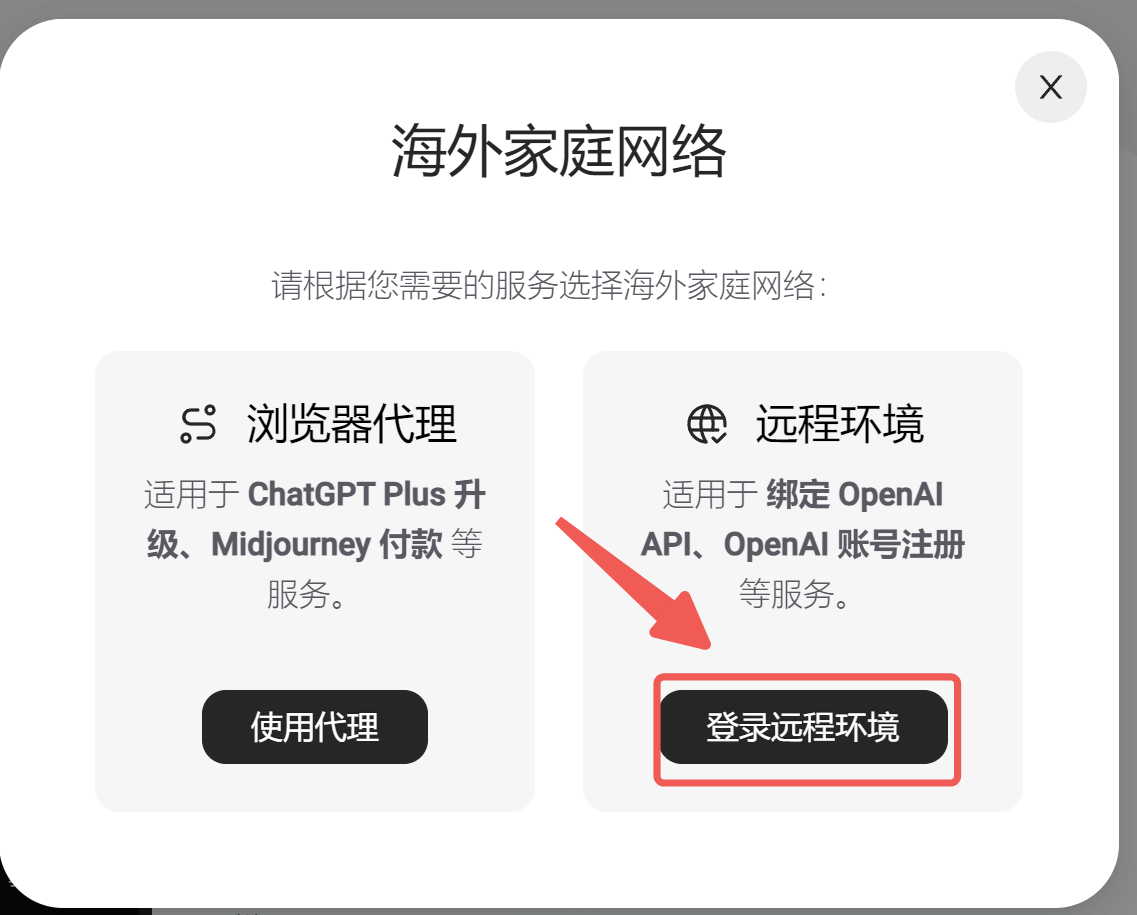 X
海外家庭网络
请根据您需要的服务选择海外家庭网络：
浏览器代理
适用于 ChatGPT Plus 升
级、Midjourney 付款 等
服务。
使用代理
远程环境
适用于 绑定 OpenAI
API、OpenAI 账号注册
等服务。
登录远程环境